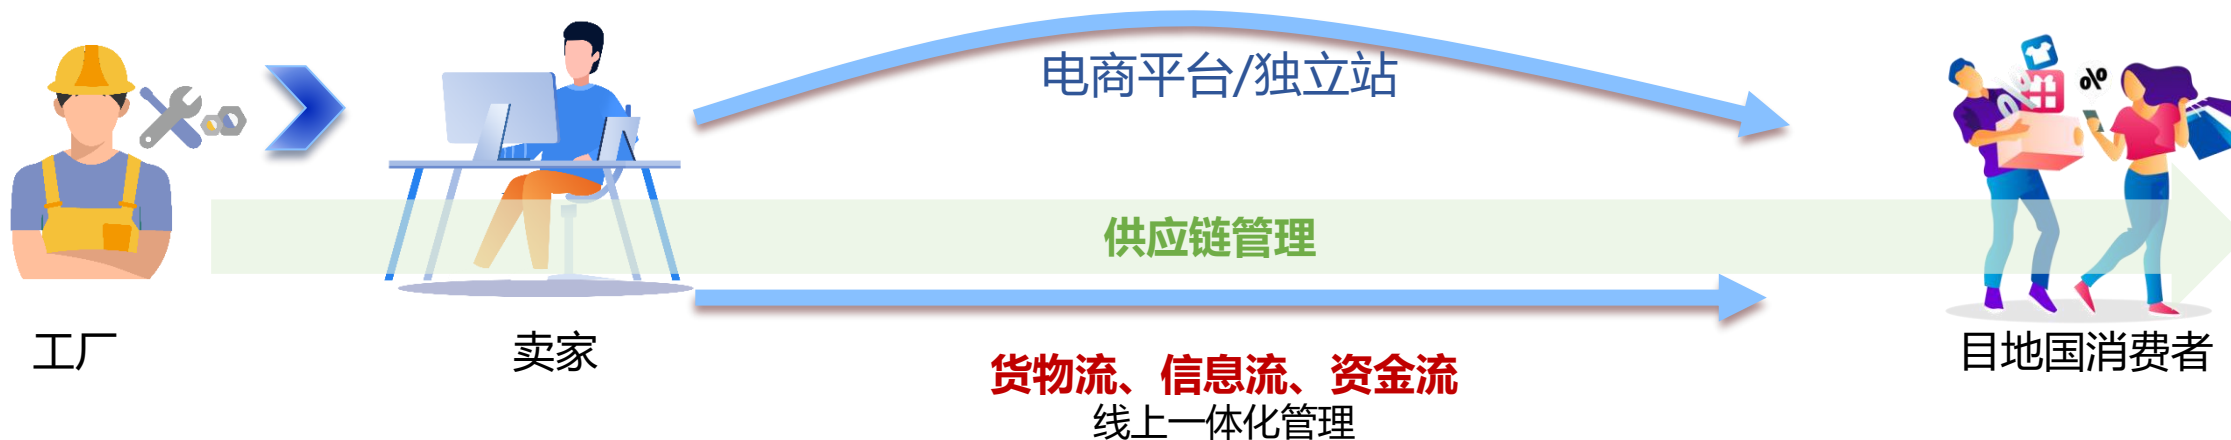 电商平台/独立站
%
%
供应链管理
工厂
卖家
目地国消费者
货物流、信息流、资金流
线上一体化管理